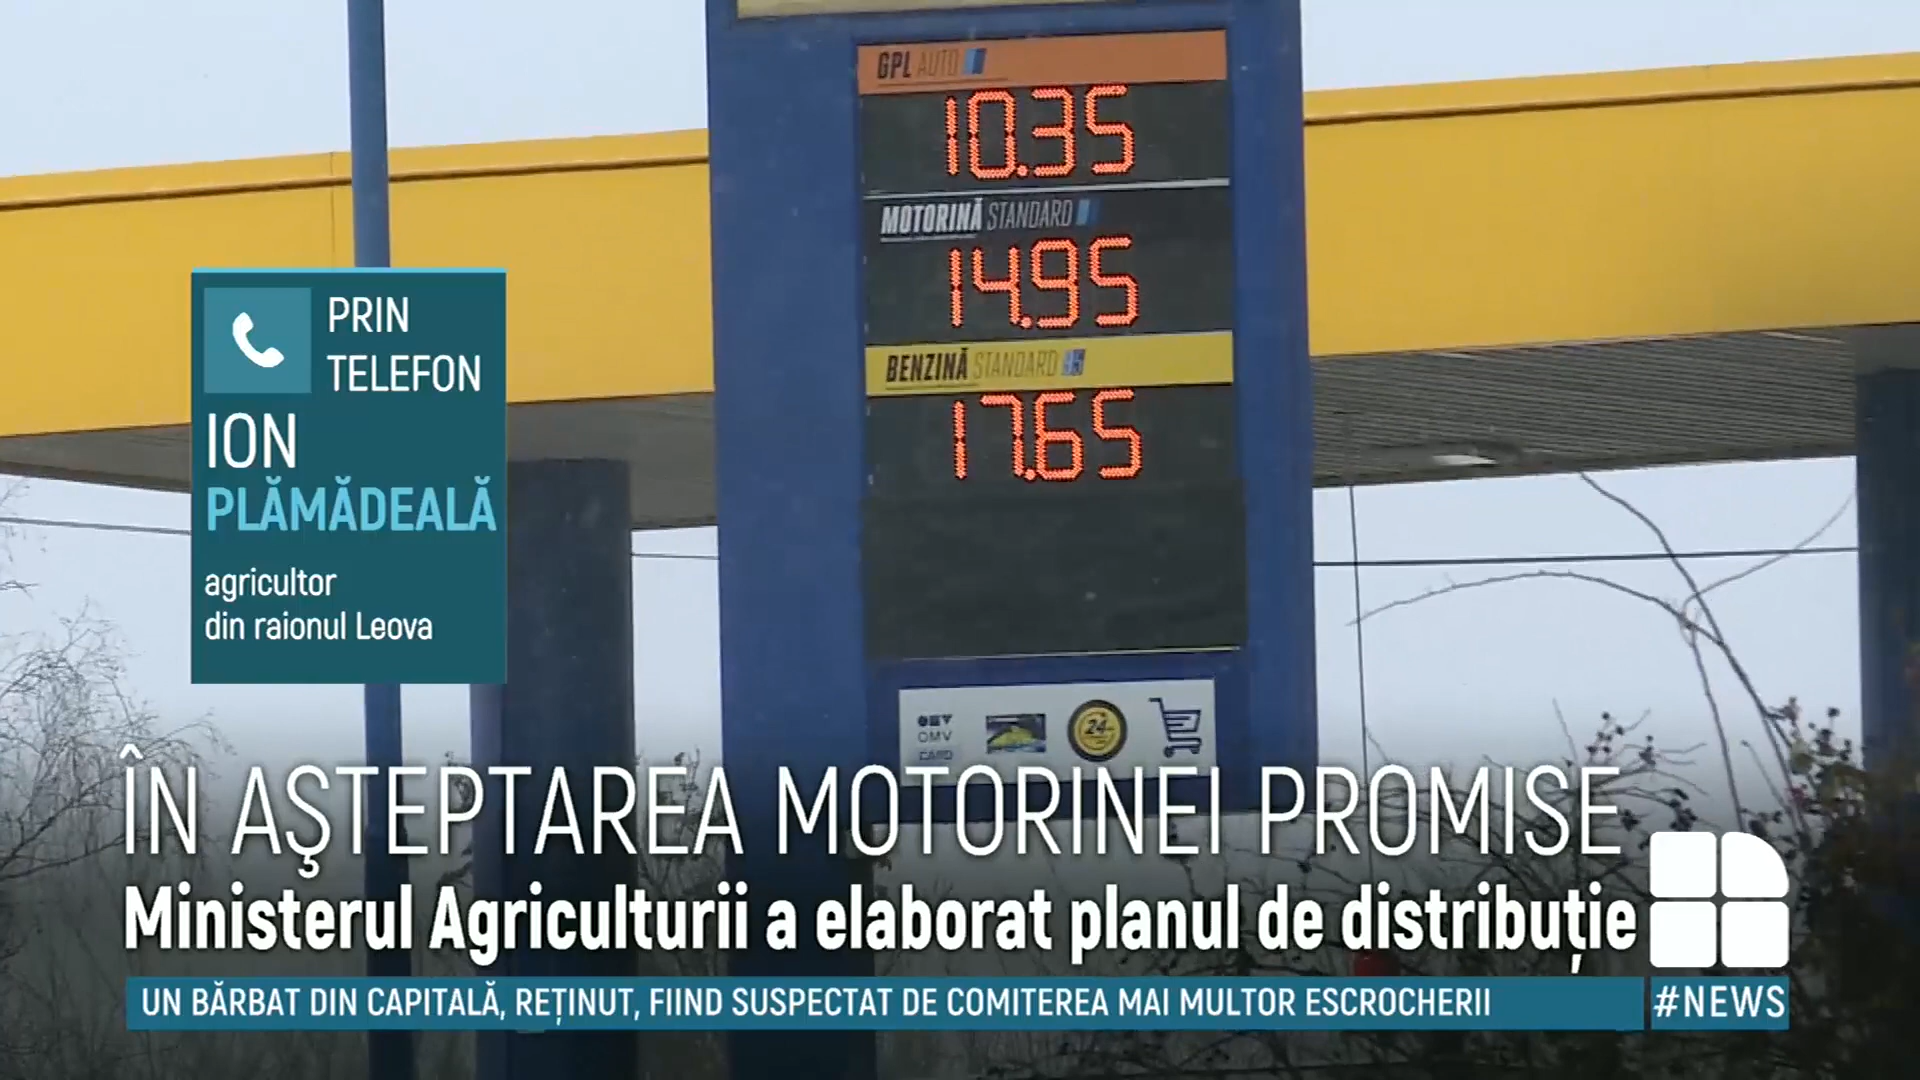 GPL AUTO
10.35
MOTORINĂ STANDARD
14.95
BENZINĂ STANDARD 95
17.65
PRIN
TELEFON
ION
PLĂMĂDEALĂ
agricultor
din raionul Leova
OMV
CARD
24
ÎN AŞTEPTAREA MOTORINEI PROMISE
Ministerul Agriculturii a elaborat planul de distribuție
UN BĂRBAT DIN CAPITALĂ, REȚINUT, FIIND SUSPECTAT DE COMITEREA MAI MULTOR ESCROCHERII
#NEWS